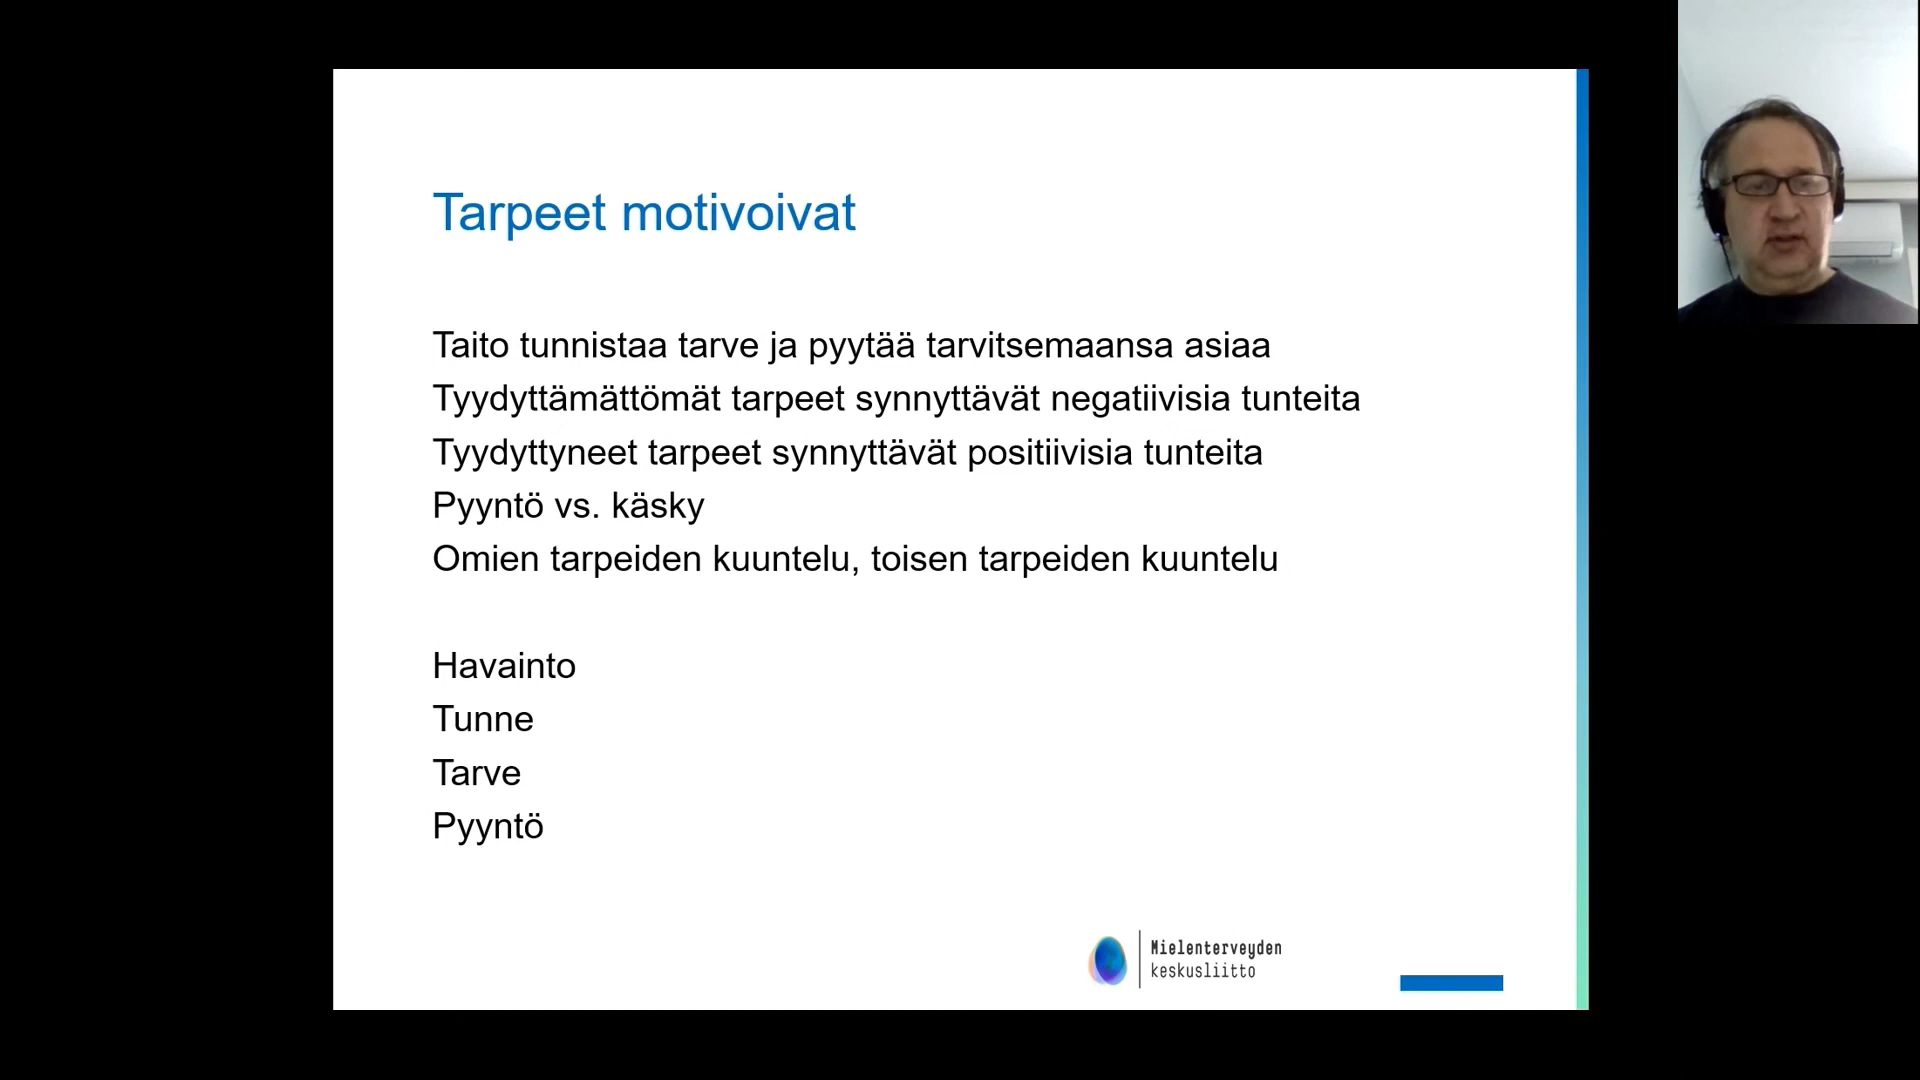 Tarpeet motivoivat
Taito tunnistaa tarve ja pyytää tarvitsemaansa asiaa
Tyydyttämättömät tarpeet synnyttävät negatiivisia tunteita
Tyydyttyneet tarpeet synnyttävät positiivisia tunteita
Pyyntö vs. käsky
Omien tarpeiden kuuntelu, toisen tarpeiden kuuntelu
Havainto
Tunne
Tarve
Pyyntö
Mielenterveyden
keskusliitto